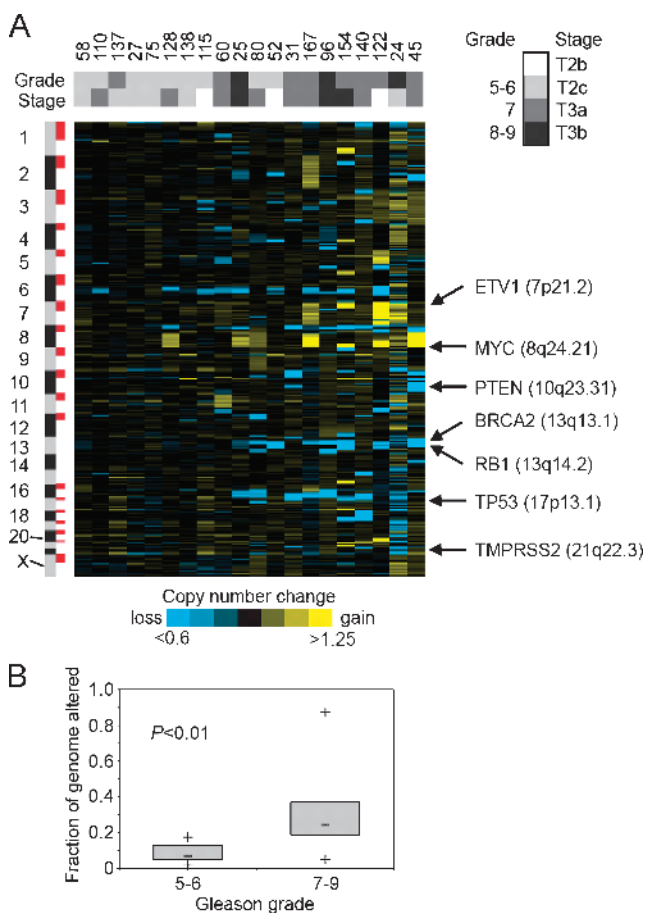 A
58 110 137 27 75 128 138 115 60 25 80 52 31 167 96 154 140 122 24 45
Grade
Stage
Grade Stage
T2b
5-6 T2c
7 T3a
8-9 T3b
1
2
3
4
5
6
7
8
9
10
11
12
13
14
16
18
20
X
ETV1 (7p21.2)
MYC (8q24.21)
PTEN (10q23.31)
BRCA2 (13q13.1)
RB1 (13q14.2)
TP53 (17p13.1)
TMPRSS2 (21q22.3)
Copy number change
loss gain
<0.6 >1.25
B
Fraction of genome altered
1.0
0.8
0.6
0.4
0.2
0
P<0.01
5-6 7-9
Gleason grade